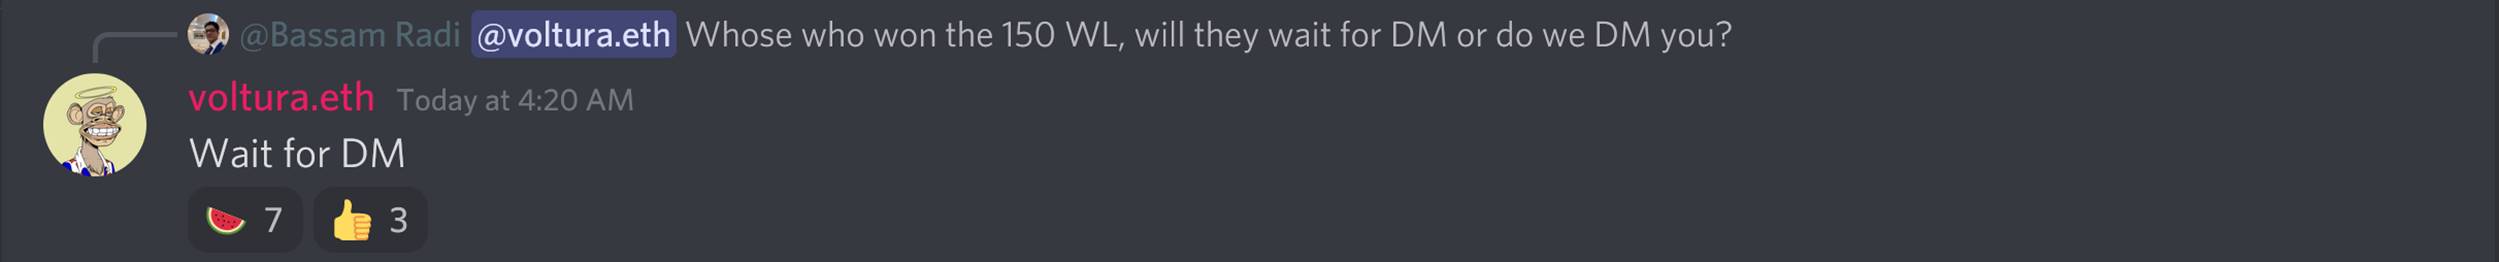 @Bassam Radi @voltura.eth Whose who won the 150 WL, will they wait for DM or do we DM you?
voltura.eth Today at 4:20 AM
Wait for DM
7 3